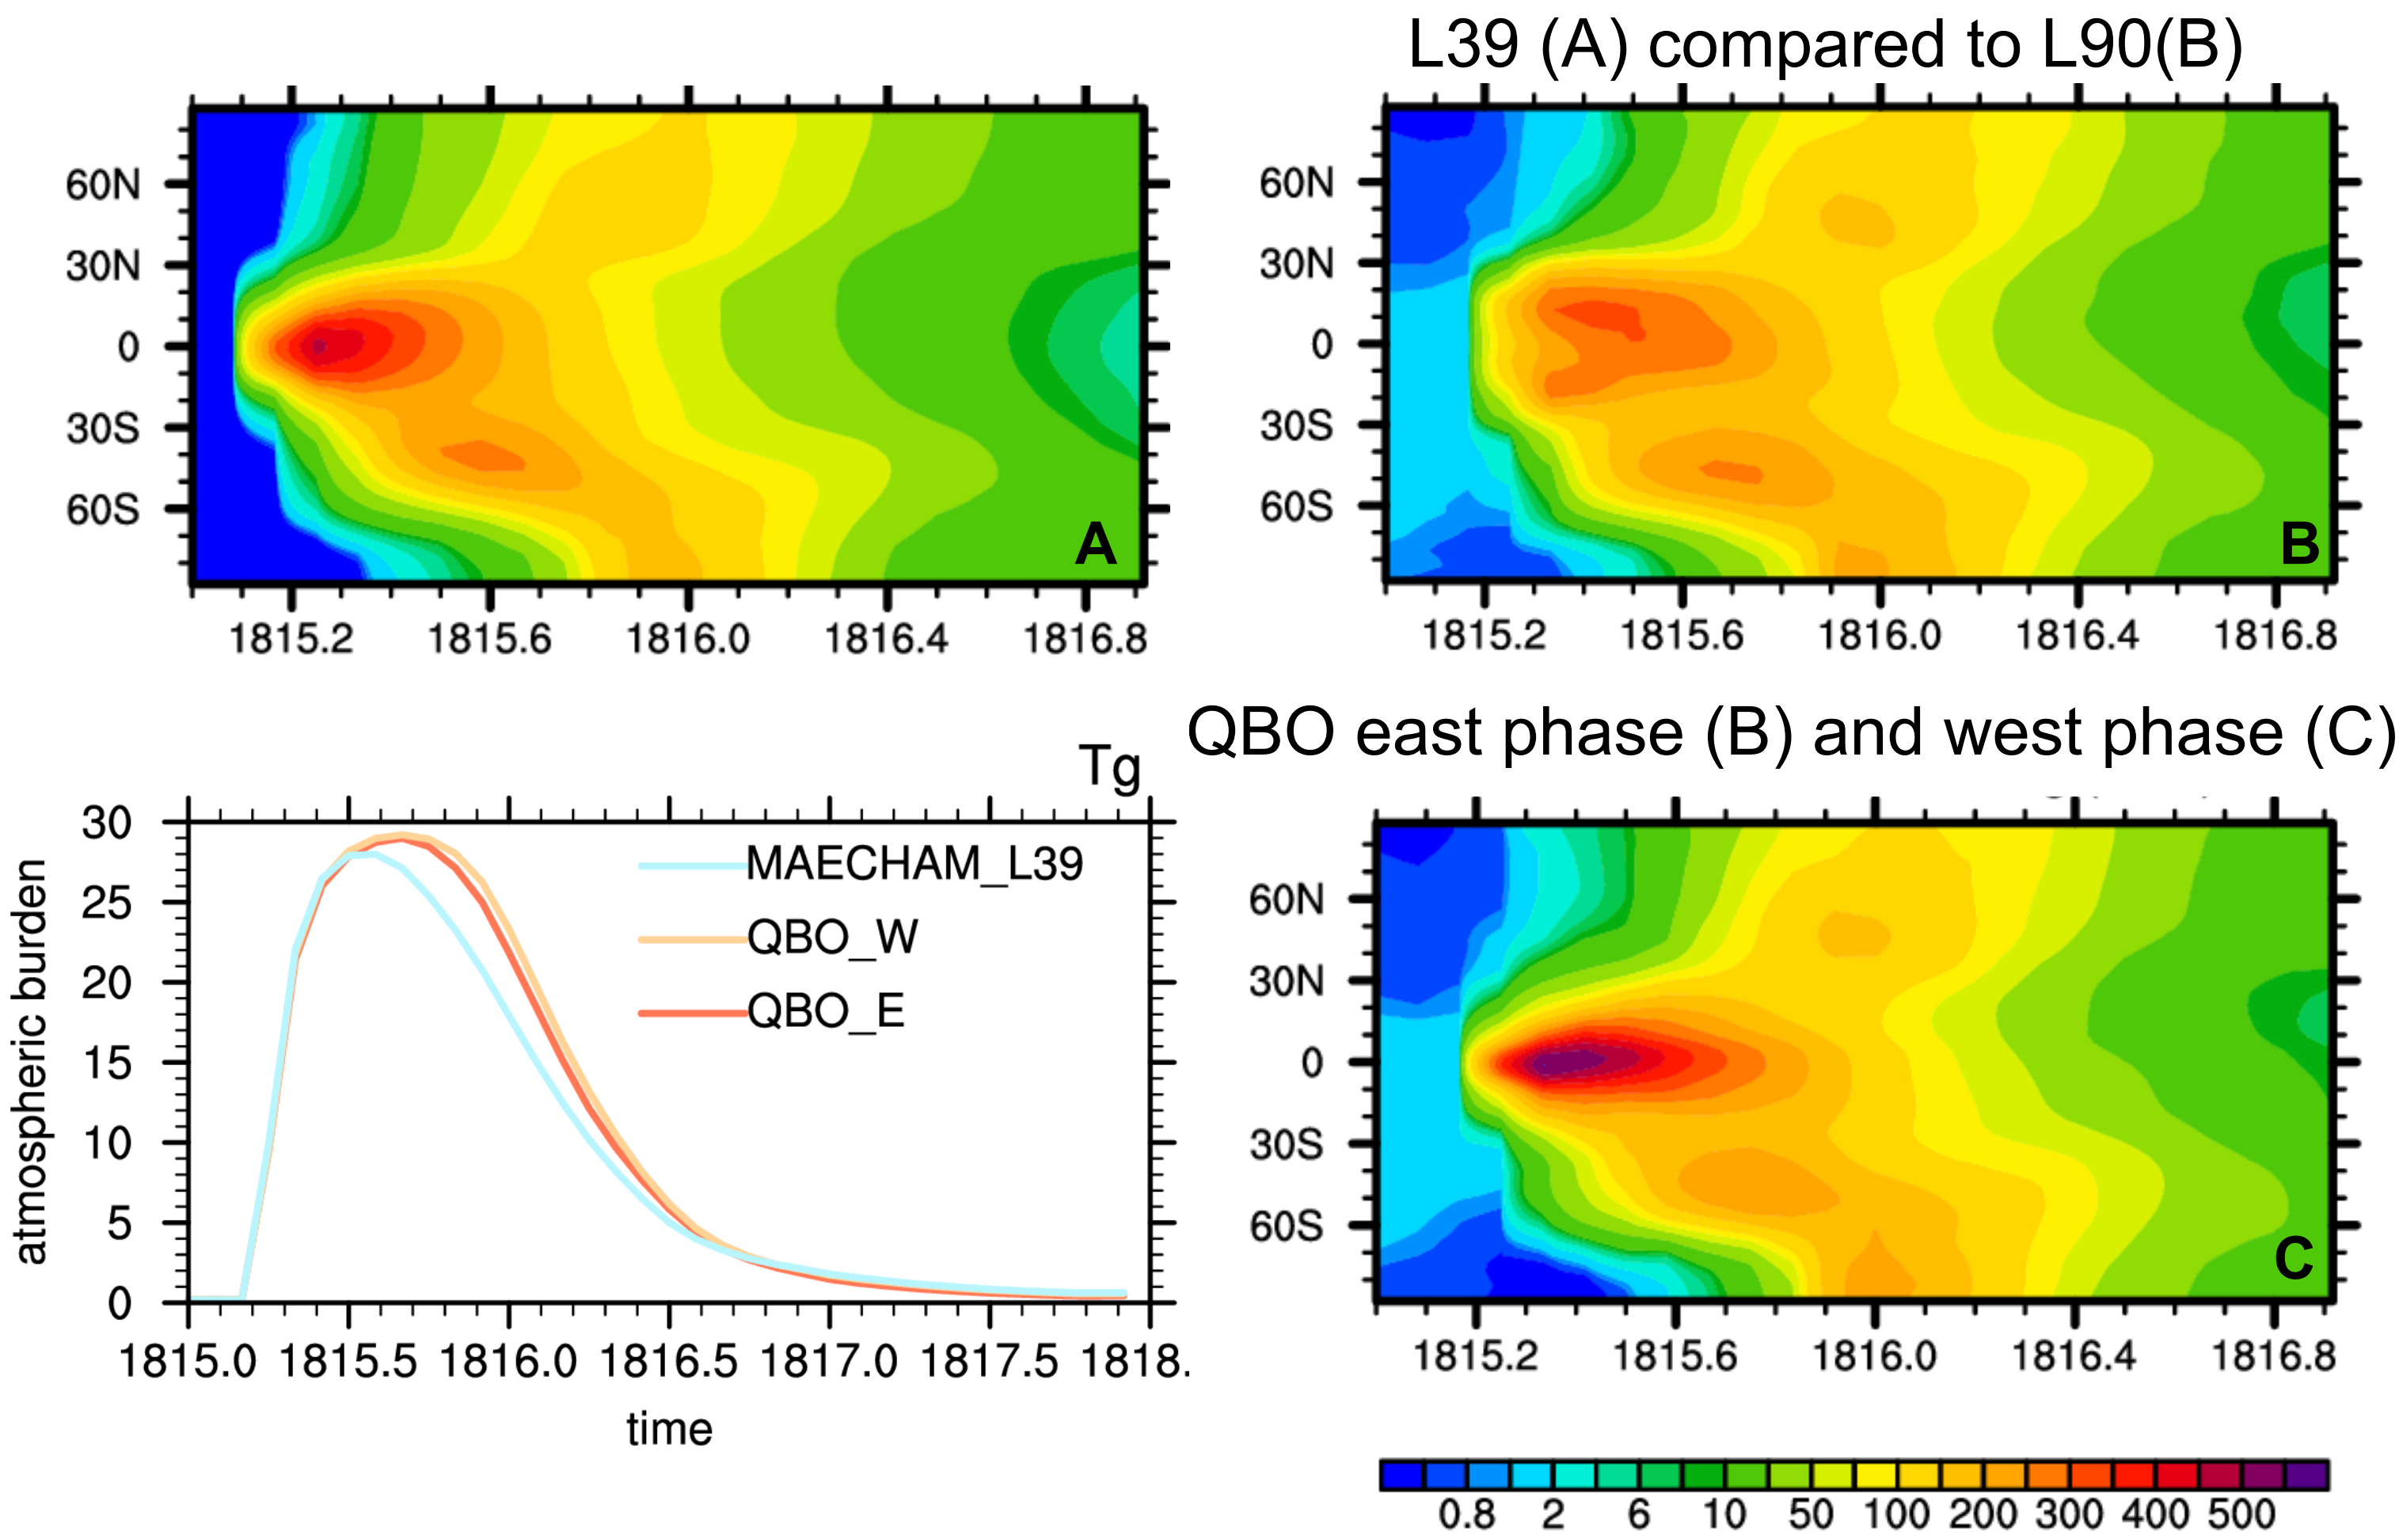 L39 (A) compared to L90(B)
60N
30N
0
30S
60S
A
1815.2 1815.6 1816.0 1816.4 1816.8
60N
30N
0
30S
60S
B
1815.2 1815.6 1816.0 1816.4 1816.8
QBO east phase (B) and west phase (C)
Tg
atmospheric burden
30
25
20
15
10
5
0
MAECHAM_L39
QBO_W
QBO_E
1815.0 1815.5 1816.0 1816.5 1817.0 1817.5 1818.
time
60N
30N
0
30S
60S
C
1815.2 1815.6 1816.0 1816.4 1816.8
0.8 2 6 10 50 100 200 300 400 500